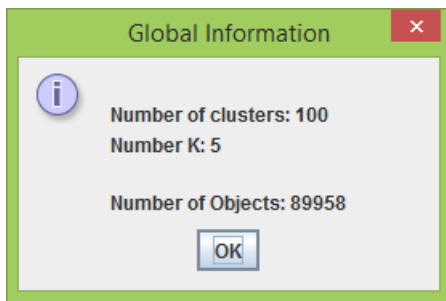 Global Information
Number of clusters: 100
Number K: 5
Number of Objects: 89958
OK